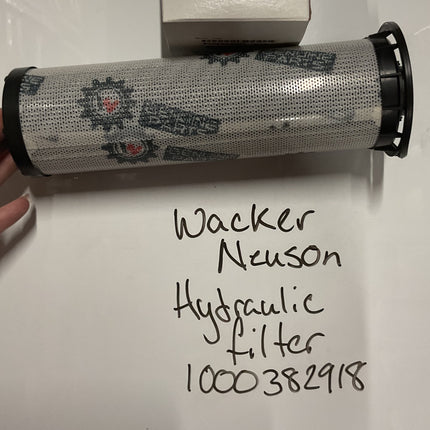 Wacker
Neuson
Hydraulic
filter
1000382918